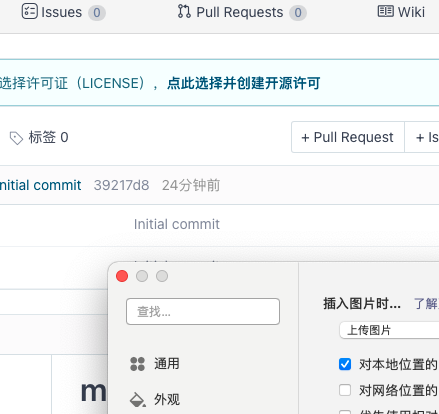 Issues 0 Pull Requests 0 Wiki
选择许可证（LICENSE），点此选择并创建开源许可
标签 0 + Pull Request + Is
nitial commit 39217d8 24分钟前
Initial commit
查找...
插入图片时... 了解
上传图片
通用
对本地位置的
对网络位置的
外观
m